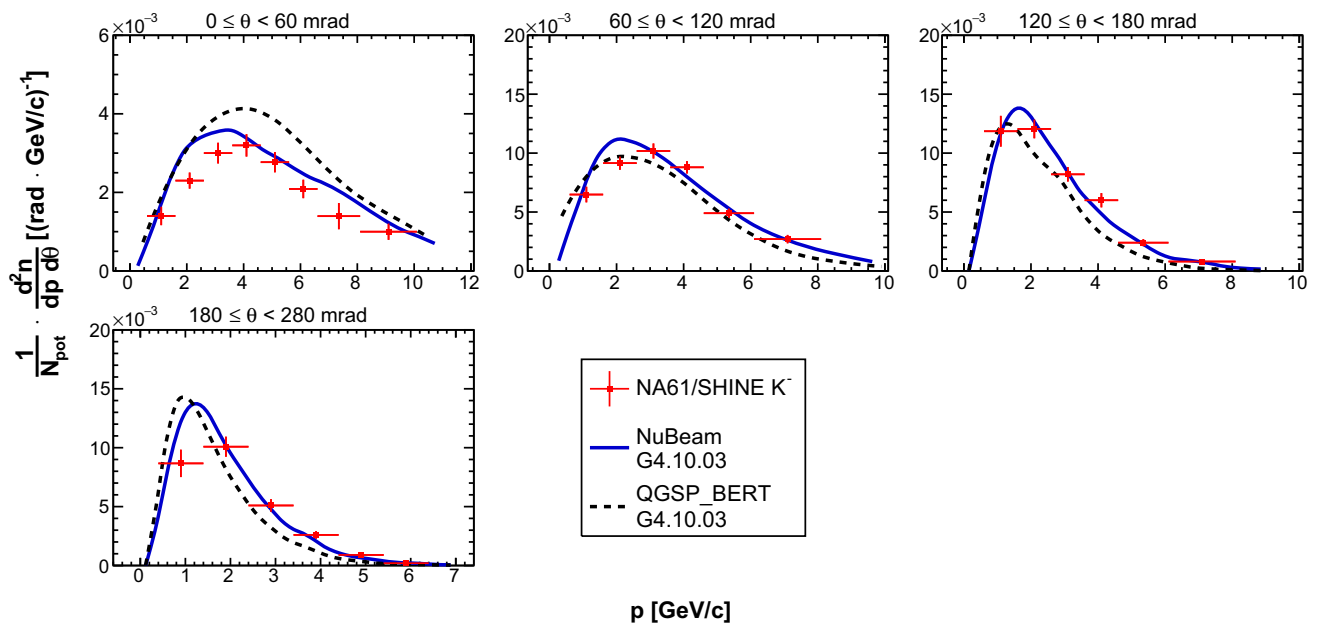 ×10⁻³ 0 ≤ θ < 60 mrad
6
4
2
0
0 2 4 6 8 10 12
×10⁻³ 60 ≤ θ < 120 mrad
20
15
10
5
0
0 2 4 6 8 10
×10⁻³ 120 ≤ θ < 180 mrad
20
15
10
5
0
0 2 4 6 8 10
1/N_pot · d²n/dp dθ [(rad · GeV/c)⁻¹]
×10⁻³ 180 ≤ θ < 280 mrad
20
15
10
5
0
0 1 2 3 4 5 6 7
NA61/SHINE K⁻
NuBeam
G4.10.03
QGSP_BERT
G4.10.03
p [GeV/c]